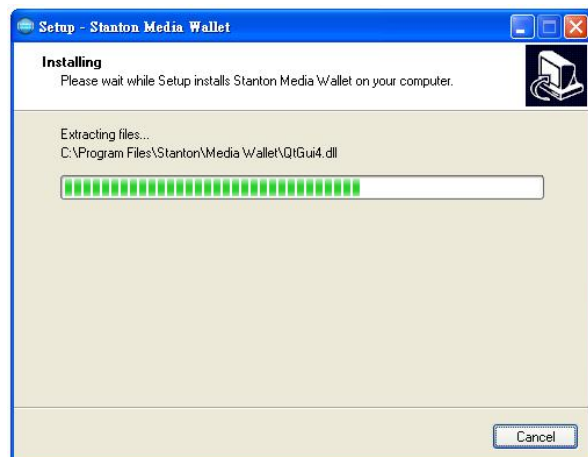 Setup - Stanton Media Wallet
Installing
Please wait while Setup installs Stanton Media Wallet on your computer.
Extracting files...
C:\Program Files\Stanton\Media Wallet\QtGui4.dll
Cancel